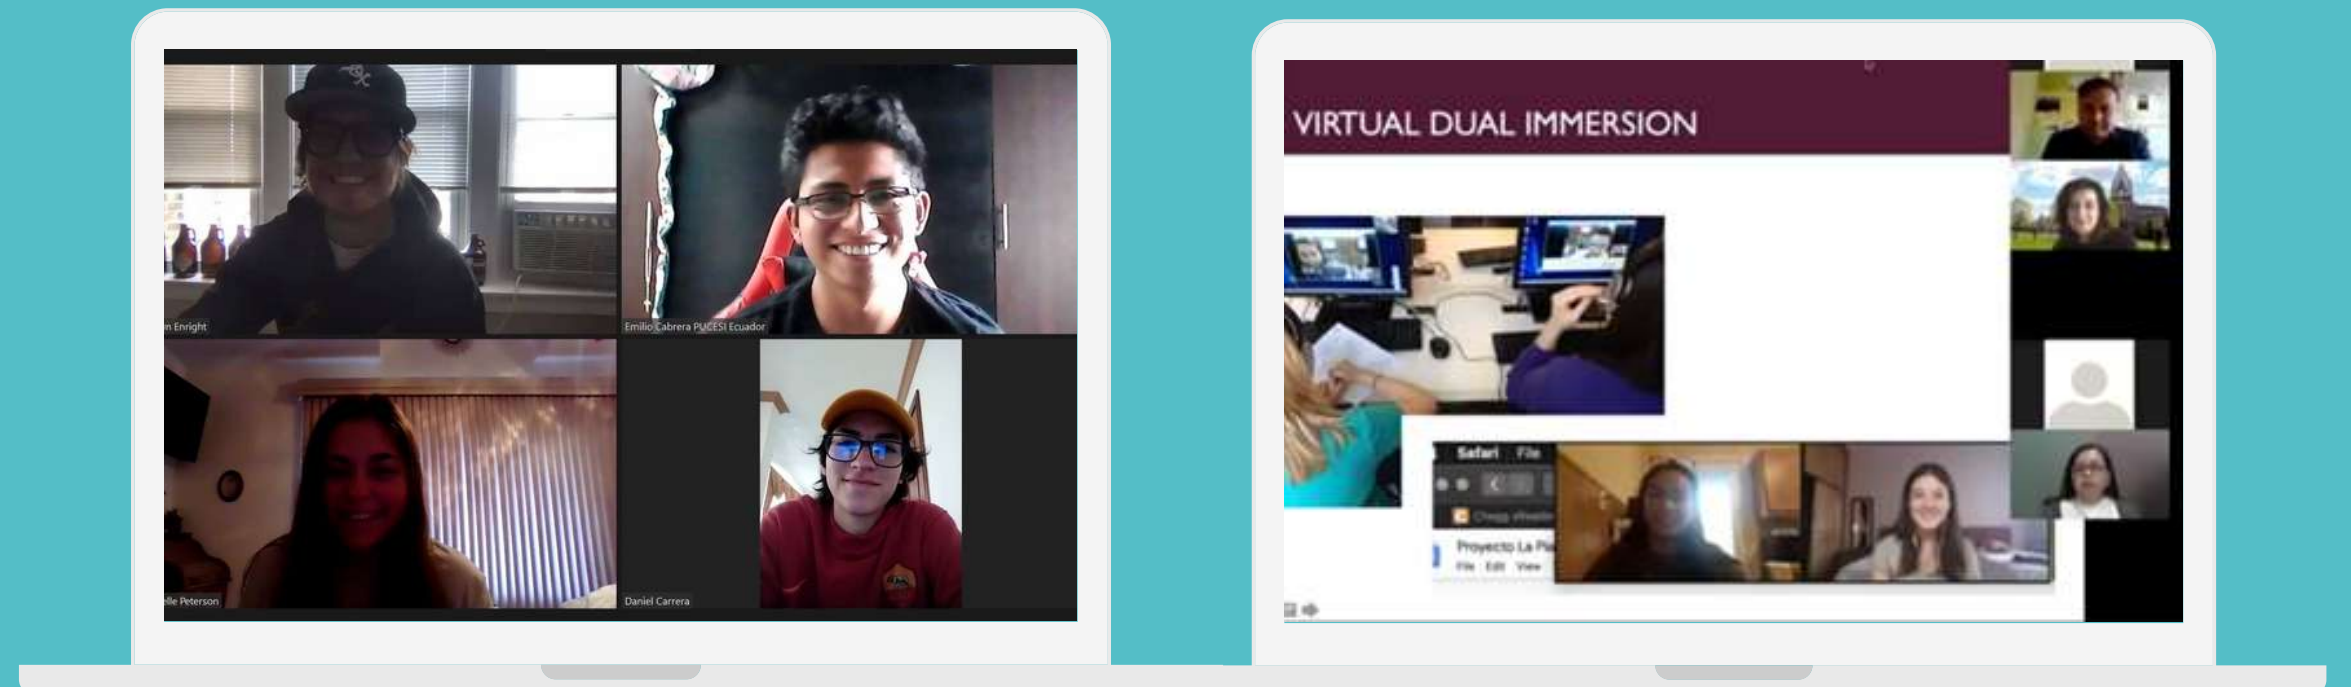 Enright
Emilio Cabrera PUCESI Ecuador
lle Peterson
Daniel Carrera
VIRTUAL DUAL IMMERSION
Safari File
Chegg
Proyecto La
File Edit View